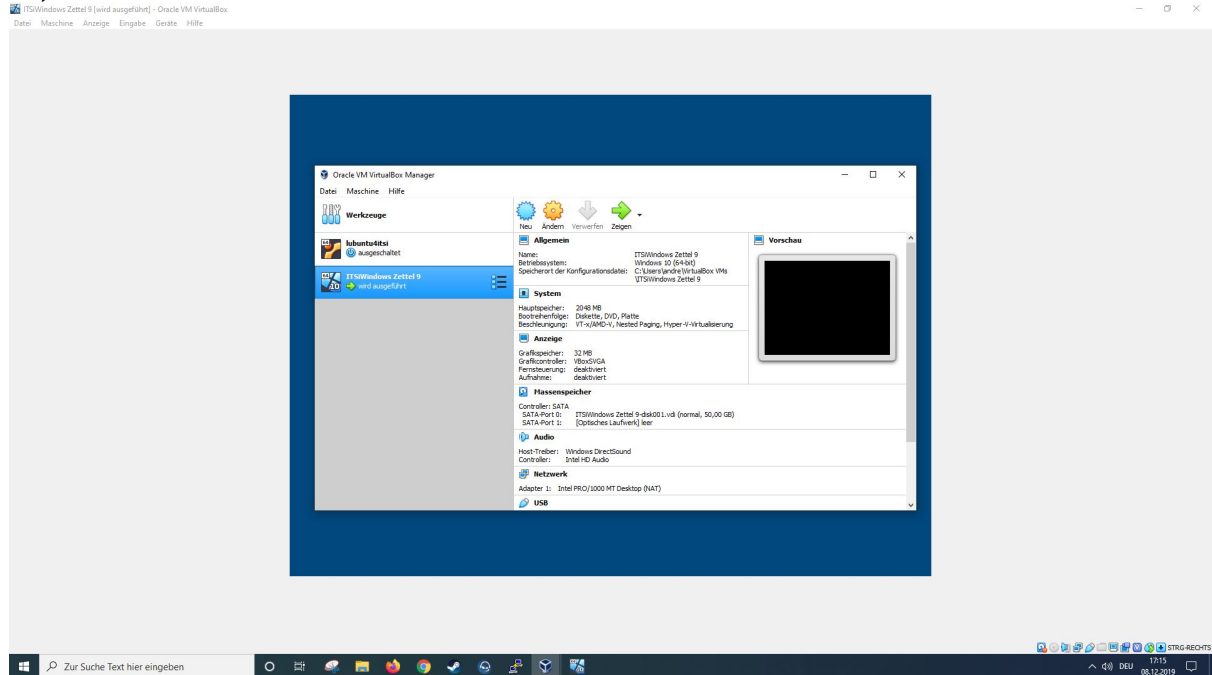 ITSiWindows Zettel 9 [wird ausgeführt] - Oracle VM VirtualBox
Datei Maschine Anzeige Eingabe Geräte Hilfe
Oracle VM VirtualBox Manager
Datei Maschine Hilfe
Werkzeuge
Neu Ändern Verwerfen Zeigen
lubuntu4itsi
ausgeschaltet
ITSiWindows Zettel 9
wird ausgeführt
Allgemein
Name: ITSiWindows Zettel 9
Betriebssystem: Windows 10 (64-bit)
Speicherort der Konfigurationsdatei: C:\Users\andre\VirtualBox VMs
\ITSiWindows Zettel 9
System
Hauptspeicher: 2048 MB
Bootreihenfolge: Diskette, DVD, Platte
Beschleunigung: VT-x/AMD-V, Nested Paging, Hyper-V-Virtualisierung
Anzeige
Grafikspeicher: 32 MB
Grafikcontroller: VBoxSVGA
Fernsteuerung: deaktiviert
Aufnahme: deaktiviert
Massenspeicher
Controller: SATA
SATA-Port 0: ITSiWindows Zettel 9-disk001.vdi (normal, 50,00 GB)
SATA-Port 1: [Optisches Laufwerk] leer
Audio
Host-Treiber: Windows DirectSound
Controller: Intel HD Audio
Netzwerk
Adapter 1: Intel PRO/1000 MT Desktop (NAT)
USB
Vorschau
STRG-RECHTS
Zur Suche Text hier eingeben
DEU
17:15
08.12.2019